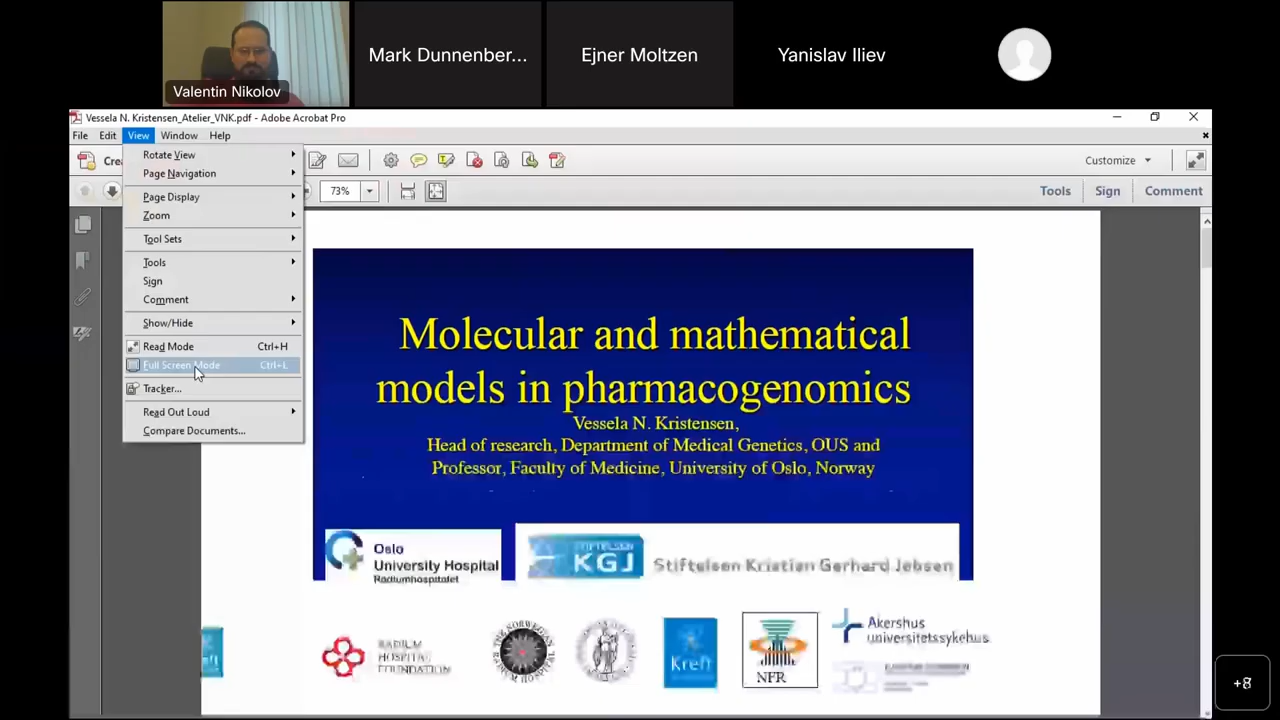 Mark Dunnenber...
Ejner Moltzen
Yanislav Iliev
Valentin Nikolov
Vessela N. Kristensen_Atelier_VNK.pdf - Adobe Acrobat Pro
File Edit View Window Help
Customize
73%
Tools Sign Comment
Rotate View
Page Navigation
Page Display
Zoom
Tool Sets
Tools
Sign
Comment
Show/Hide
Read Mode Ctrl+H
Full Screen Mode Ctrl+L
Tracker...
Read Out Loud
Compare Documents...
Molecular and mathematical
models in pharmacogenomics
Vessela N. Kristensen,
Head of research, Department of Medical Genetics, OUS and
Professor, Faculty of Medicine, University of Oslo, Norway
Oslo
University Hospital
Radiumhospitalet
STIFTELSEN
KGJ
Stiftelsen Kristian Gerhard Jebsen
RADIUM
HOSPITAL
FOUNDATION
Kreft
NFR
Akershus
universitetssykehus
+8